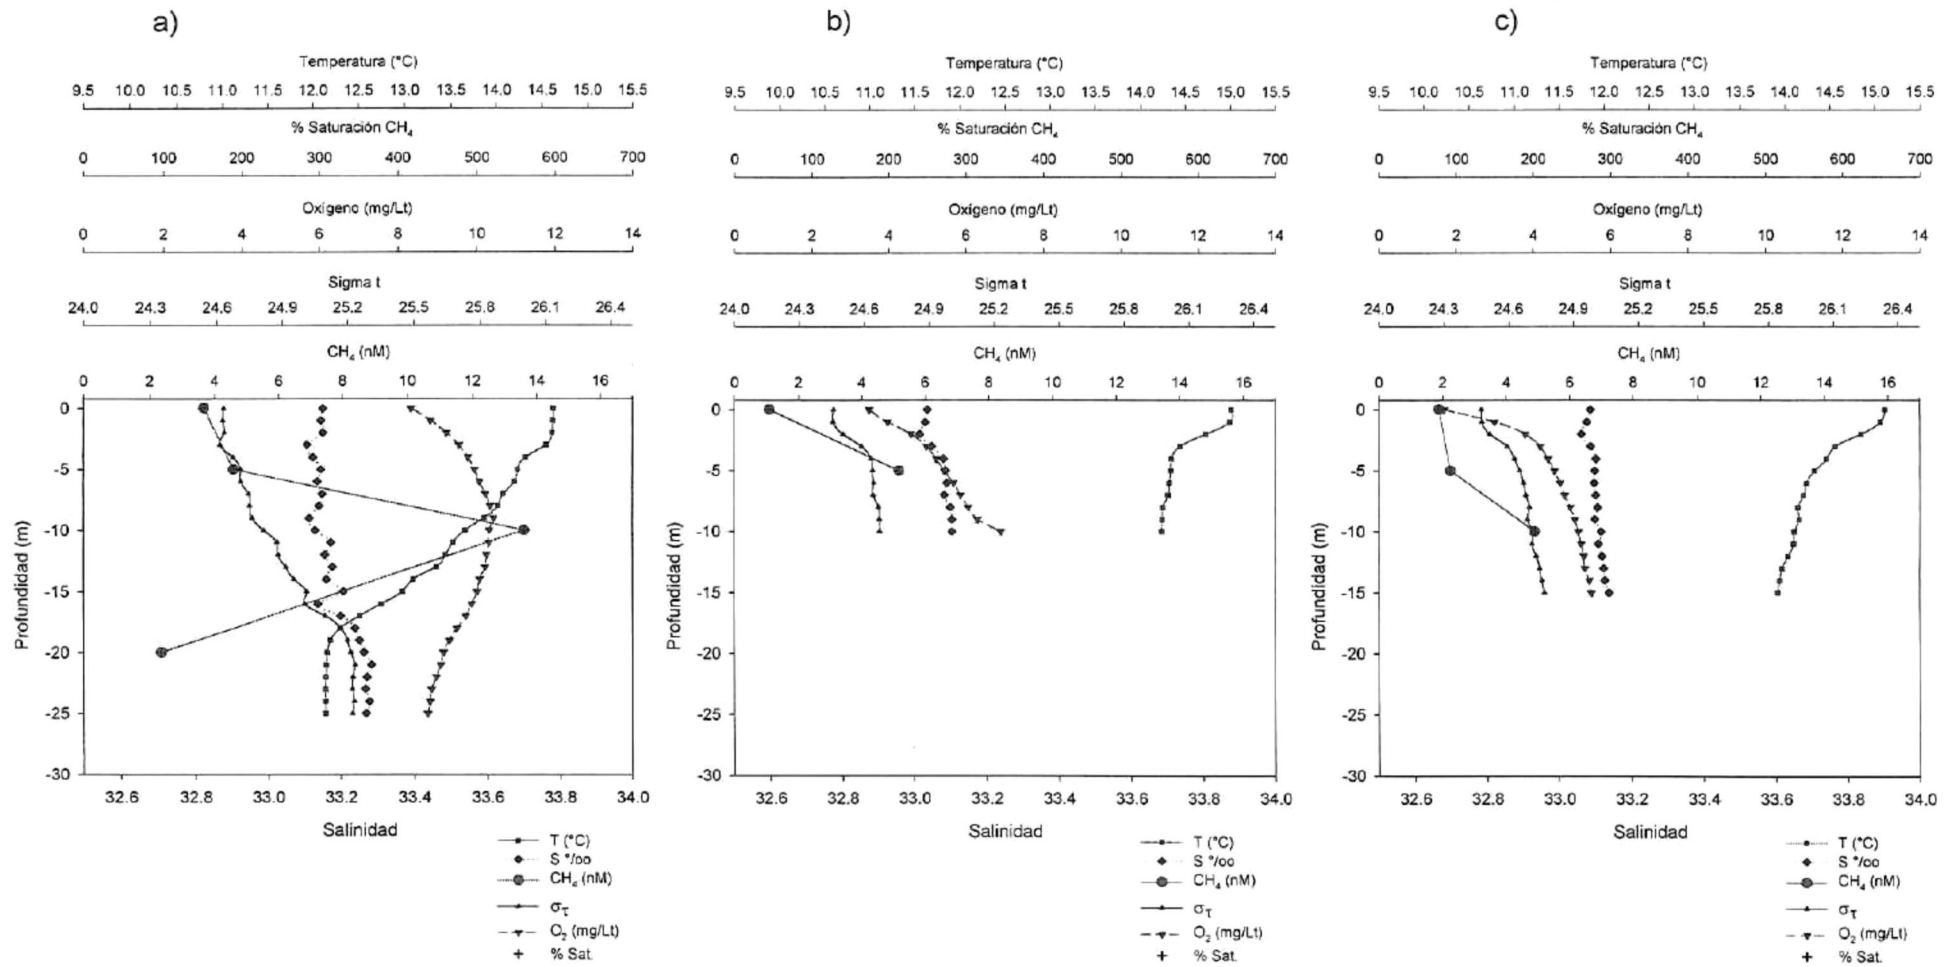 a)
Temperatura (°C)
9.5 10.0 10.5 11.0 11.5 12.0 12.5 13.0 13.5 14.0 14.5 15.0 15.5
% Saturación CH₄
0 100 200 300 400 500 600 700
Oxígeno (mg/Lt)
0 2 4 6 8 10 12 14
Sigma t
24.0 24.3 24.6 24.9 25.2 25.5 25.8 26.1 26.4
CH₄ (nM)
0 2 4 6 8 10 12 14 16
Profundidad (m)
0
-5
-10
-15
-20
-25
-30
32.6 32.8 33.0 33.2 33.4 33.6 33.8 34.0
Salinidad
T (°C)
S °/oo
CH₄ (nM)
στ
O₂ (mg/Lt)
% Sat.
b)
Temperatura (°C)
9.5 10.0 10.5 11.0 11.5 12.0 12.5 13.0 13.5 14.0 14.5 15.0 15.5
% Saturación CH₄
0 100 200 300 400 500 600 700
Oxígeno (mg/Lt)
0 2 4 6 8 10 12 14
Sigma t
24.0 24.3 24.6 24.9 25.2 25.5 25.8 26.1 26.4
CH₄ (nM)
0 2 4 6 8 10 12 14 16
Profundidad (m)
0
-5
-10
-15
-20
-25
-30
32.6 32.8 33.0 33.2 33.4 33.6 33.8 34.0
Salinidad
T (°C)
S °/oo
CH₄ (nM)
στ
O₂ (mg/Lt)
% Sat.
c)
Temperatura (°C)
9.5 10.0 10.5 11.0 11.5 12.0 12.5 13.0 13.5 14.0 14.5 15.0 15.5
% Saturación CH₄
0 100 200 300 400 500 600 700
Oxígeno (mg/Lt)
0 2 4 6 8 10 12 14
Sigma t
24.0 24.3 24.6 24.9 25.2 25.5 25.8 26.1 26.4
CH₄ (nM)
0 2 4 6 8 10 12 14 16
Profundidad (m)
0
-5
-10
-15
-20
-25
-30
32.6 32.8 33.0 33.2 33.4 33.6 33.8 34.0
Salinidad
T (°C)
S °/oo
CH₄ (nM)
στ
O₂ (mg/Lt)
% Sat.